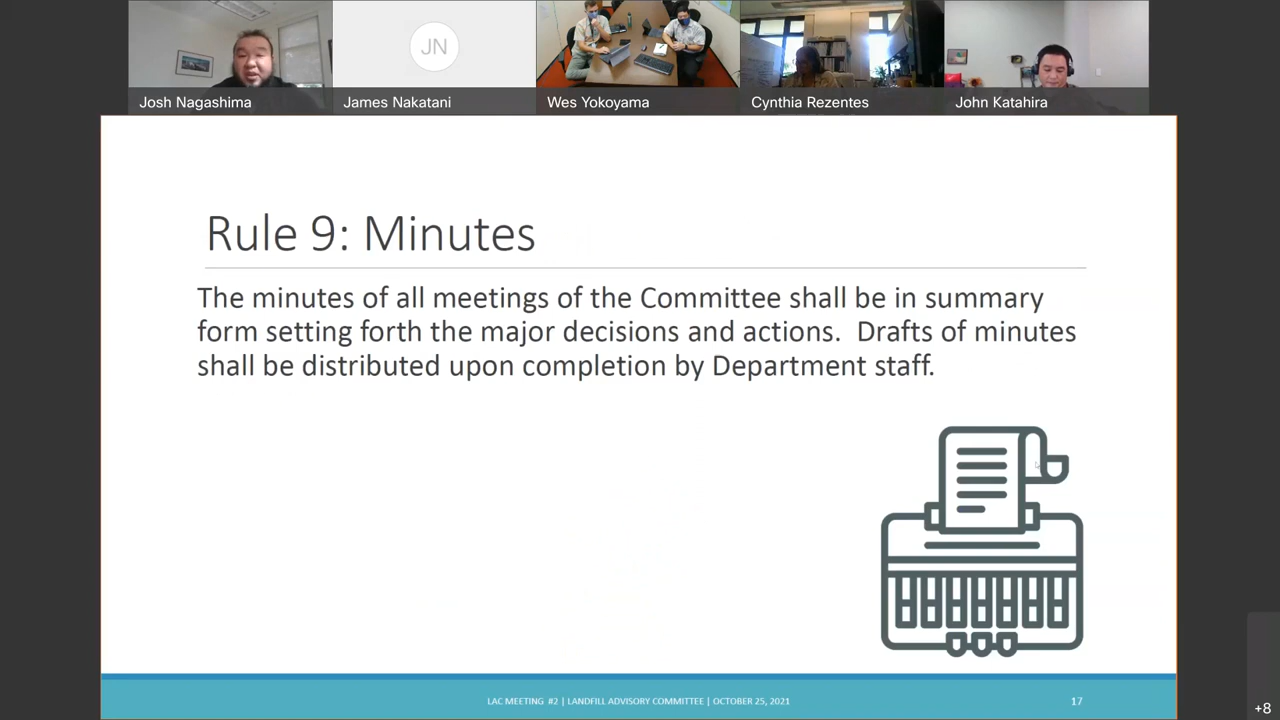 JN
Josh Nagashima
James Nakatani
Wes Yokoyama
Cynthia Rezentes
John Katahira
Rule 9: Minutes
The minutes of all meetings of the Committee shall be in summary
form setting forth the major decisions and actions.  Drafts of minutes
shall be distributed upon completion by Department staff.
LAC MEETING #2 | LANDFILL ADVISORY COMMITTEE | OCTOBER 25, 2021
17
+8